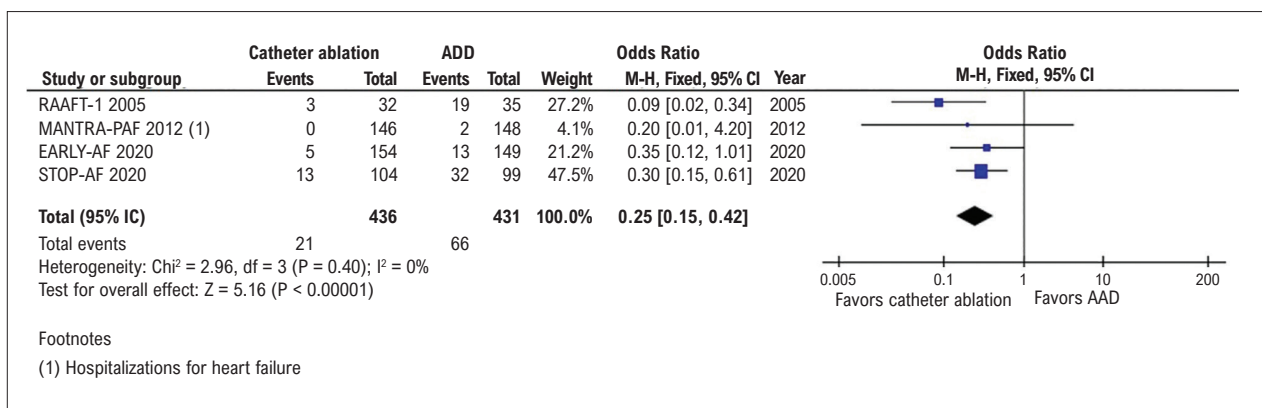 Catheter ablation ADD Odds Ratio Odds Ratio
Study or subgroup Events Total Events Total Weight M-H, Fixed, 95% CI Year M-H, Fixed, 95% CI
RAAFT-1 2005 3 32 19 35 27.2% 0.09 [0.02, 0.34] 2005
MANTRA-PAF 2012 (1) 0 146 2 148 4.1% 0.20 [0.01, 4.20] 2012
EARLY-AF 2020 5 154 13 149 21.2% 0.35 [0.12, 1.01] 2020
STOP-AF 2020 13 104 32 99 47.5% 0.30 [0.15, 0.61] 2020
Total (95% IC) 436 431 100.0% 0.25 [0.15, 0.42]
Total events 21 66
Heterogeneity: Chi² = 2.96, df = 3 (P = 0.40); I² = 0%
Test for overall effect: Z = 5.16 (P < 0.00001)
0.005 0.1 1 10 200
Favors catheter ablation Favors AAD
Footnotes
(1) Hospitalizations for heart failure